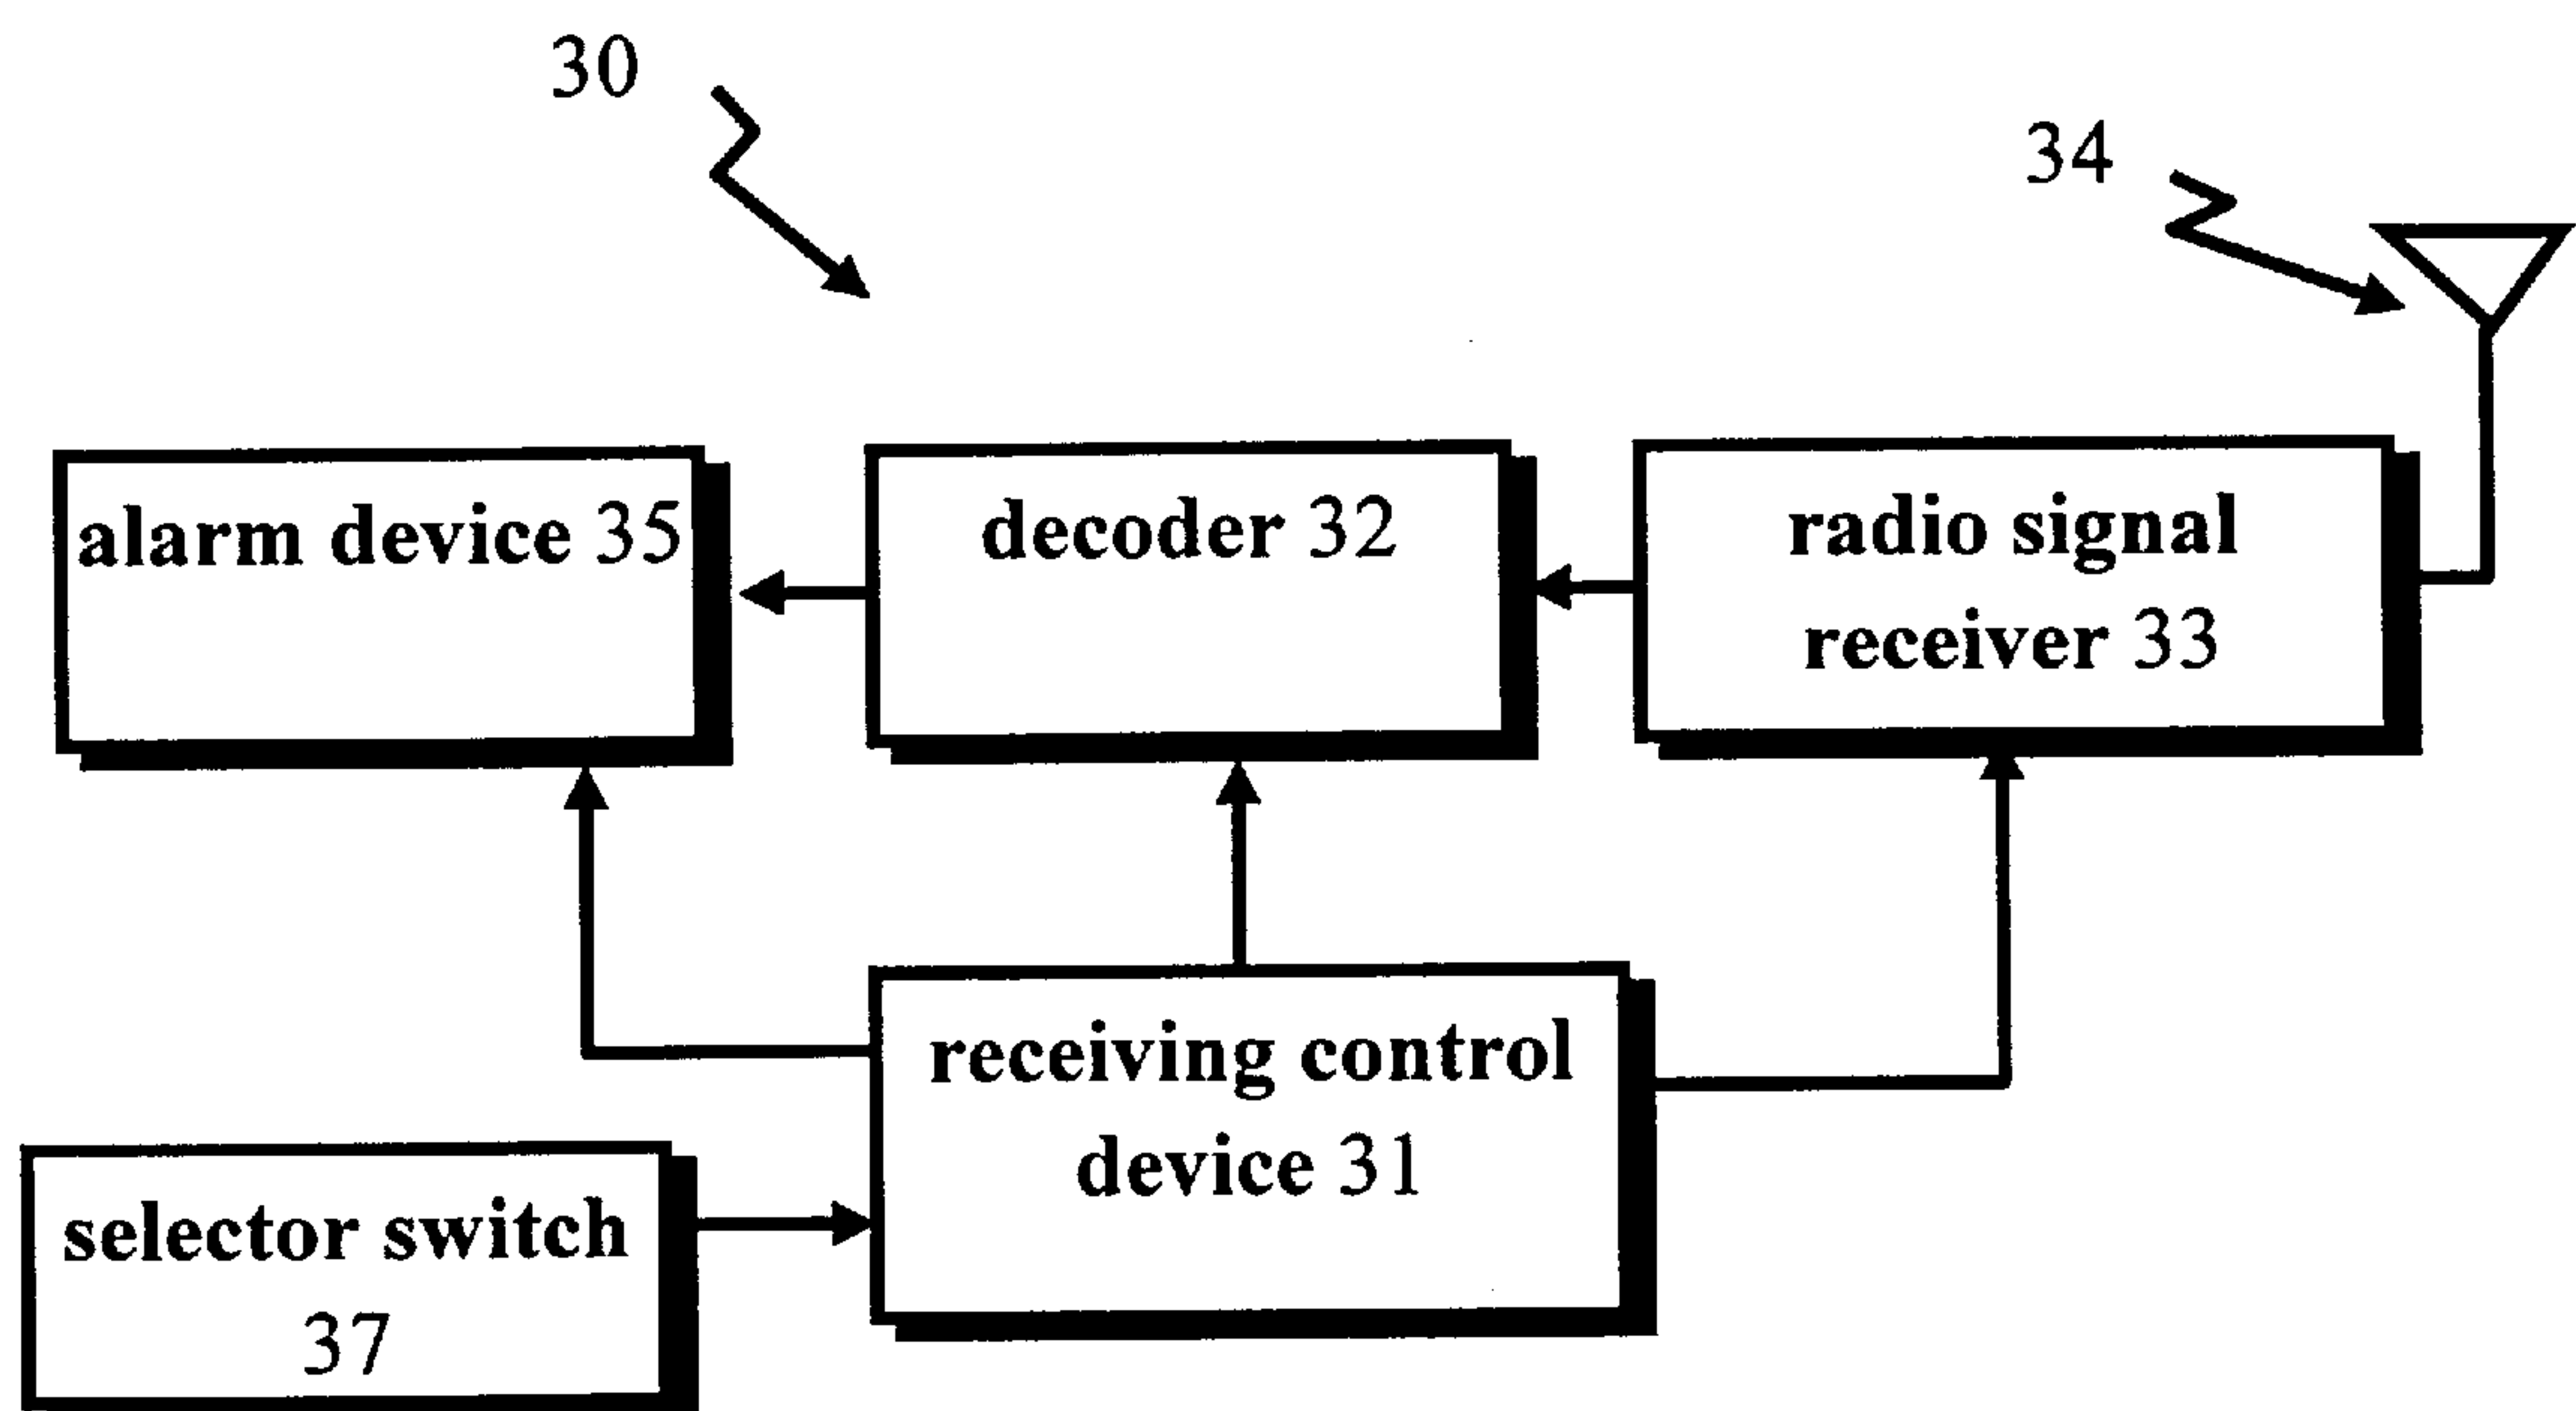 30
34
alarm device 35
decoder 32
radio signal
receiver 33
receiving control
device 31
selector switch
37